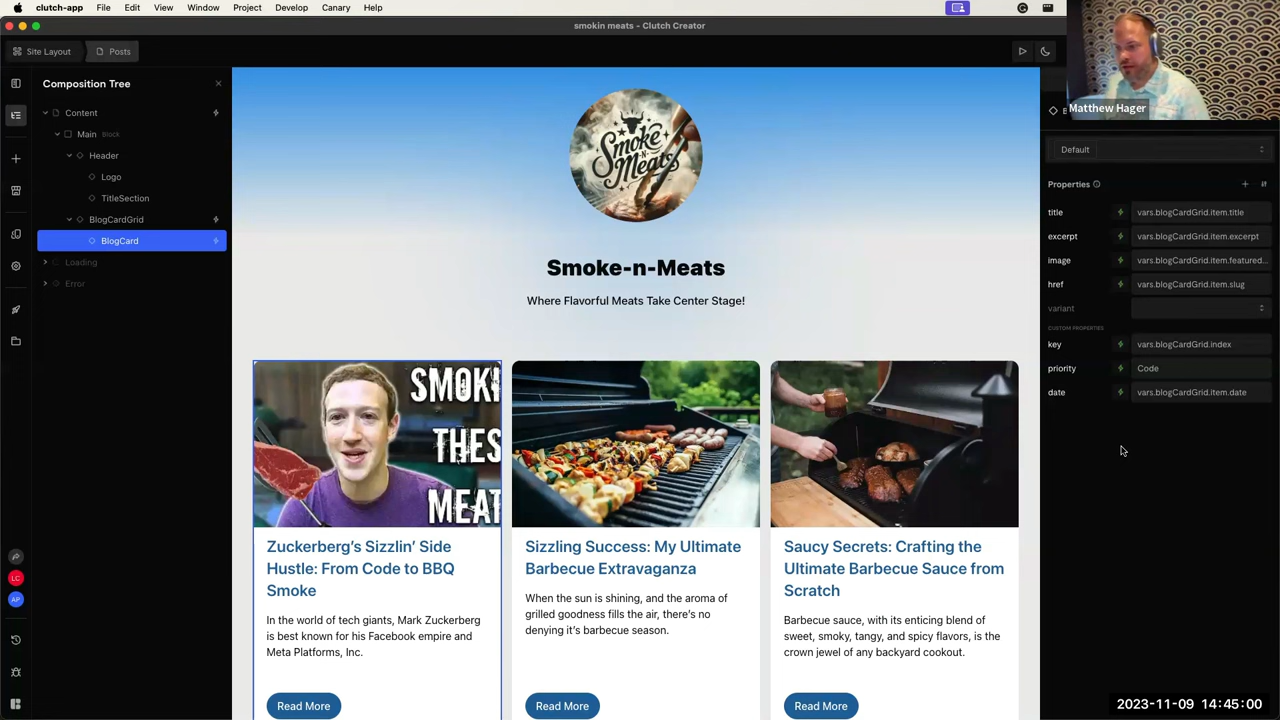 clutch-app File Edit View Window Project Develop Canary Help
smokin meats - Clutch Creator
Site Layout Posts
Composition Tree
Content
Main block
Header
Logo
TitleSection
BlogCardGrid
BlogCard
Loading
Error
LC
AP
Smoke
-N-
Meats
Smoke-n-Meats
Where Flavorful Meats Take Center Stage!
SMOKI
THES
MEAT
Zuckerberg's Sizzlin' Side
Hustle: From Code to BBQ
Smoke
In the world of tech giants, Mark Zuckerberg
is best known for his Facebook empire and
Meta Platforms, Inc.
Read More
Sizzling Success: My Ultimate
Barbecue Extravaganza
When the sun is shining, and the aroma of
grilled goodness fills the air, there's no
denying it's barbecue season.
Read More
Saucy Secrets: Crafting the
Ultimate Barbecue Sauce from
Scratch
Barbecue sauce, with its enticing blend of
sweet, smoky, tangy, and spicy flavors, is the
crown jewel of any backyard cookout.
Read More
Matthew Hager
Default
Properties
title vars.blogCardGrid.item.title
excerpt vars.blogCardGrid.item.excerpt
image vars.blogCardGrid.item.featured...
href vars.blogCardGrid.item.slug
variant
CUSTOM PROPERTIES
key vars.blogCardGrid.index
priority Code
date vars.blogCardGrid.item.date
2023-11-09 14:45:00